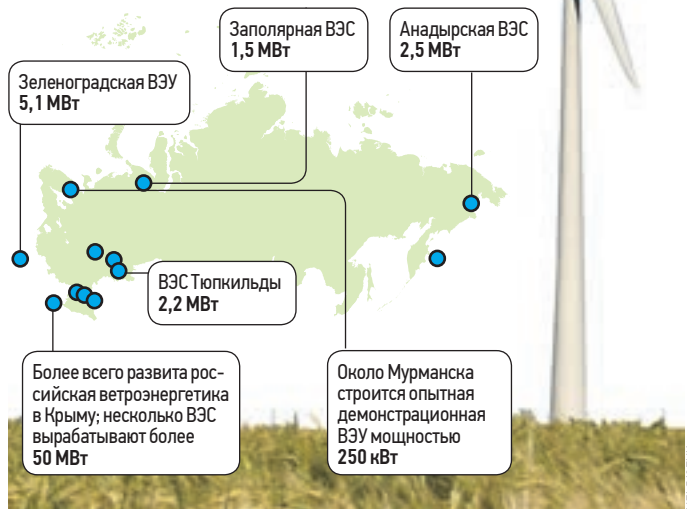 Заполярная ВЭС
1,5 МВт
Анадырская ВЭС
2,5 МВт
Зеленоградская ВЭУ
5,1 МВт
ВЭС Тюпкильды
2,2 МВт
Более всего развита рос-
сийская ветроэнергетика
в Крыму; несколько ВЭС
вырабатывают более
50 МВт
Около Мурманска
строится опытная
демонстрационная
ВЭУ мощностью
250 кВт